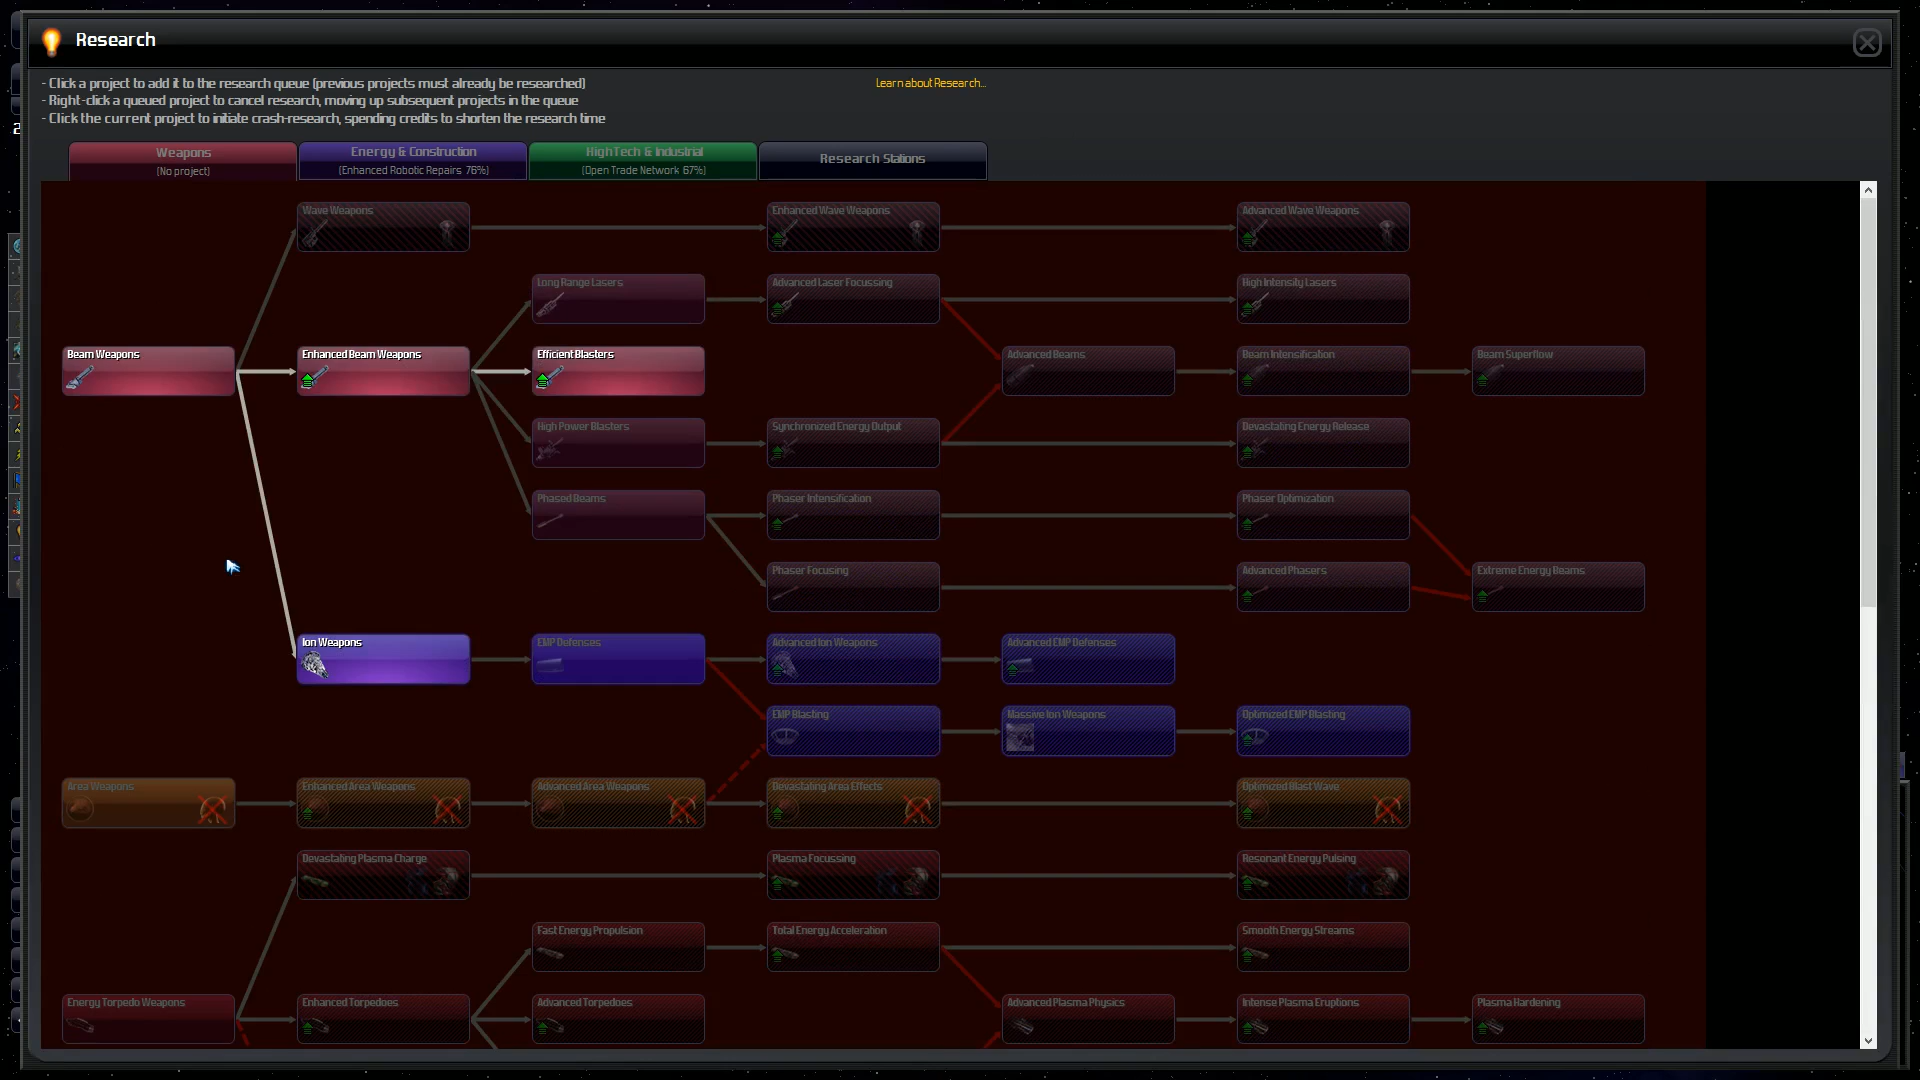 Research
- Click a project to add it to the research queue (previous projects must already be researched)
Learn about Research...
- Right-click a queued project to cancel research, moving up subsequent projects in the queue
- Click the current project to initiate crash-research, spending credits to shorten the research time
Weapons
(No project)
Energy & Construction
(Enhanced Robotic Repairs 76%)
HighTech & Industrial
(Open Trade Network 67%)
Research Stations
Wave Weapons
Enhanced Wave Weapons
Advanced Wave Weapons
Long Range Lasers
Advanced Laser Focussing
High Intensity Lasers
Beam Weapons
Enhanced Beam Weapons
Efficient Blasters
Advanced Beams
Beam Intensification
Beam Superflow
High Power Blasters
Synchronized Energy Output
Devastating Energy Release
Phased Beams
Phaser Intensification
Phaser Optimization
Phaser Focusing
Advanced Phasers
Extreme Energy Beams
Ion Weapons
EMP Defenses
Advanced Ion Weapons
Advanced EMP Defenses
EMP Blasting
Massive Ion Weapons
Optimized EMP Blasting
Area Weapons
Enhanced Area Weapons
Advanced Area Weapons
Devastating Area Effects
Optimized Blast Wave
Devastating Plasma Charge
Plasma Focussing
Resonant Energy Pulsing
Fast Energy Propulsion
Total Energy Acceleration
Smooth Energy Streams
Energy Torpedo Weapons
Enhanced Torpedoes
Advanced Torpedoes
Advanced Plasma Physics
Intense Plasma Eruptions
Plasma Hardening